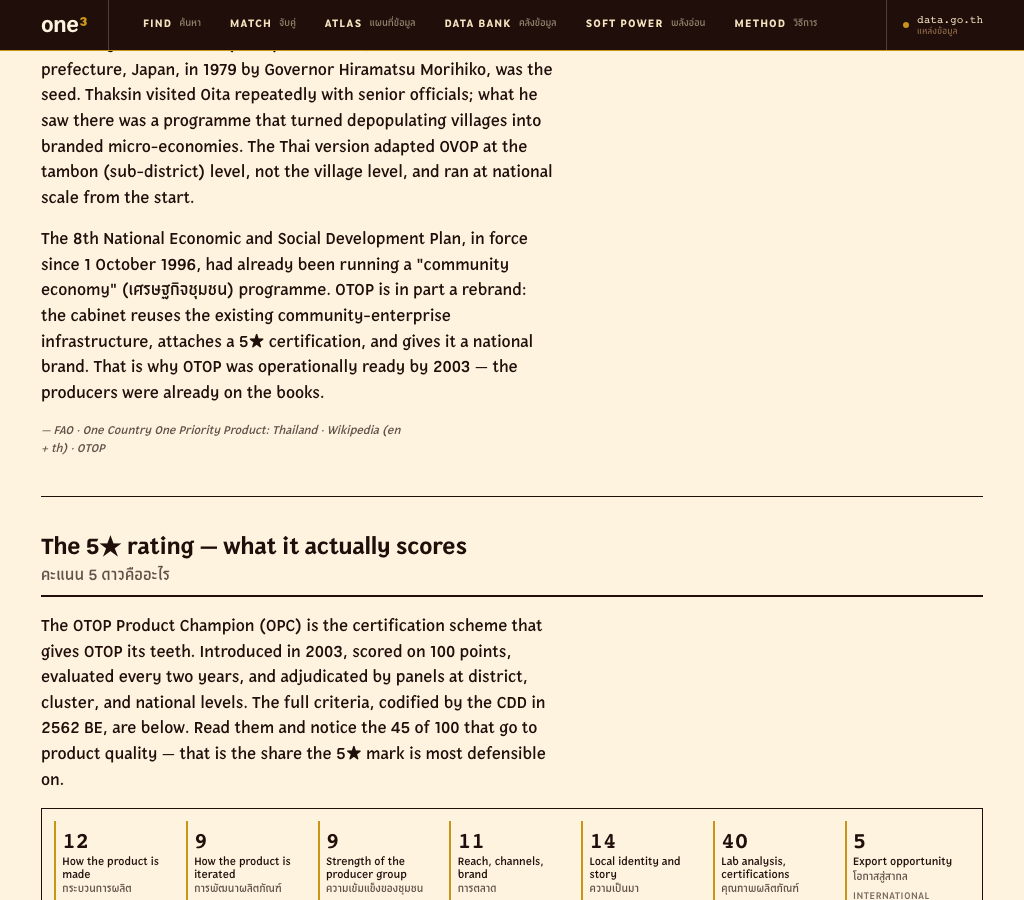 one³
FIND ค้นหา
MATCH จับคู่
ATLAS แผนที่ข้อมูล
DATA BANK คลังข้อมูล
SOFT POWER พลังอ่อน
METHOD วิธีการ
data.go.th
แหล่งข้อมูล
prefecture, Japan, in 1979 by Governor Hiramatsu Morihiko, was the
seed. Thaksin visited Oita repeatedly with senior officials; what he
saw there was a programme that turned depopulating villages into
branded micro-economies. The Thai version adapted OVOP at the
tambon (sub-district) level, not the village level, and ran at national
scale from the start.
The 8th National Economic and Social Development Plan, in force
since 1 October 1996, had already been running a "community
economy" (เศรษฐกิจชุมชน) programme. OTOP is in part a rebrand:
the cabinet reuses the existing community-enterprise
infrastructure, attaches a 5★ certification, and gives it a national
brand. That is why OTOP was operationally ready by 2003 — the
producers were already on the books.
— FAO · One Country One Priority Product: Thailand · Wikipedia (en
+ th) · OTOP
The 5★ rating — what it actually scores
คะแนน 5 ดาวคืออะไร
The OTOP Product Champion (OPC) is the certification scheme that
gives OTOP its teeth. Introduced in 2003, scored on 100 points,
evaluated every two years, and adjudicated by panels at district,
cluster, and national levels. The full criteria, codified by the CDD in
2562 BE, are below. Read them and notice the 45 of 100 that go to
product quality — that is the share the 5★ mark is most defensible
on.
12
How the product is
made
กระบวนการผลิต
9
How the product is
iterated
การพัฒนาผลิตภัณฑ์
9
Strength of the
producer group
ความเข้มแข็งของชุมชน
11
Reach, channels,
brand
การตลาด
14
Local identity and
story
ความเป็นมา
40
Lab analysis,
certifications
คุณภาพผลิตภัณฑ์
5
Export opportunity
โอกาสสู่สากล
INTERNATIONAL